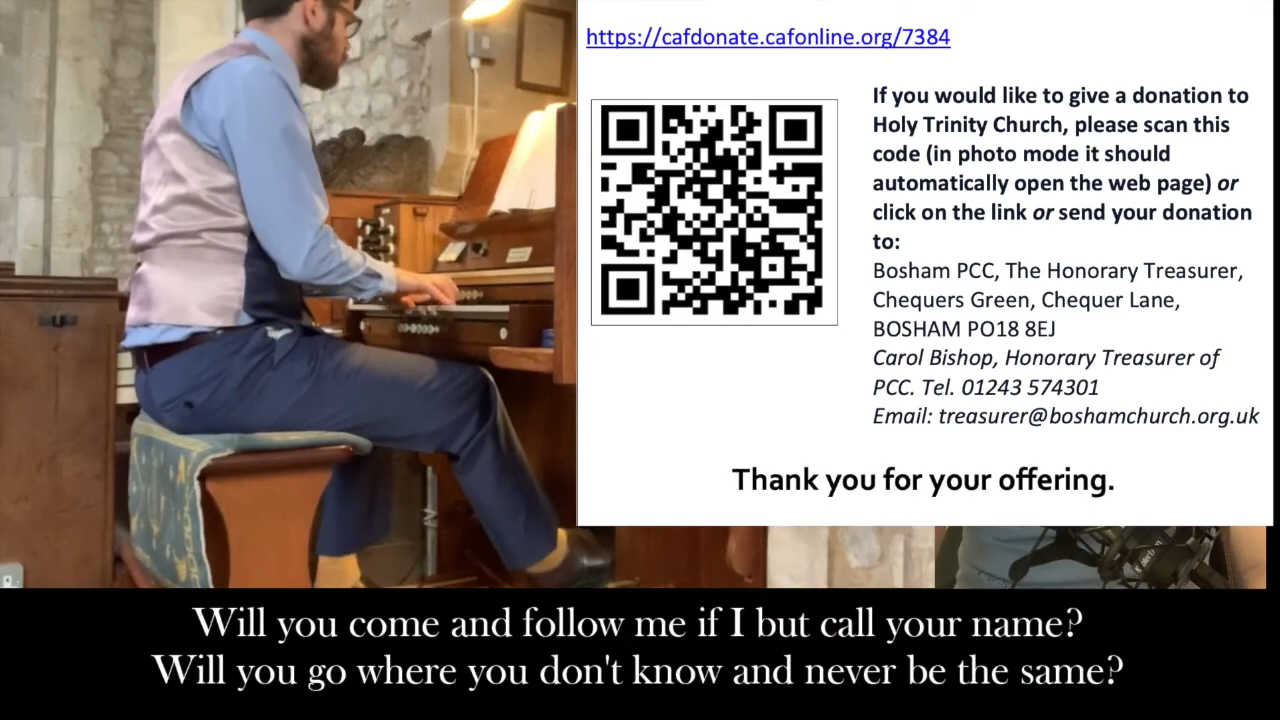 https://cafdonate.cafonline.org/7384
If you would like to give a donation to
Holy Trinity Church, please scan this
code (in photo mode it should
automatically open the web page) or
click on the link or send your donation
to:
Bosham PCC, The Honorary Treasurer,
Chequers Green, Chequer Lane,
BOSHAM PO18 8EJ
Carol Bishop, Honorary Treasurer of
PCC. Tel. 01243 574301
Email: treasurer@boshamchurch.org.uk
Thank you for your offering.
Will you come and follow me if I but call your name?
Will you go where you don't know and never be the same?